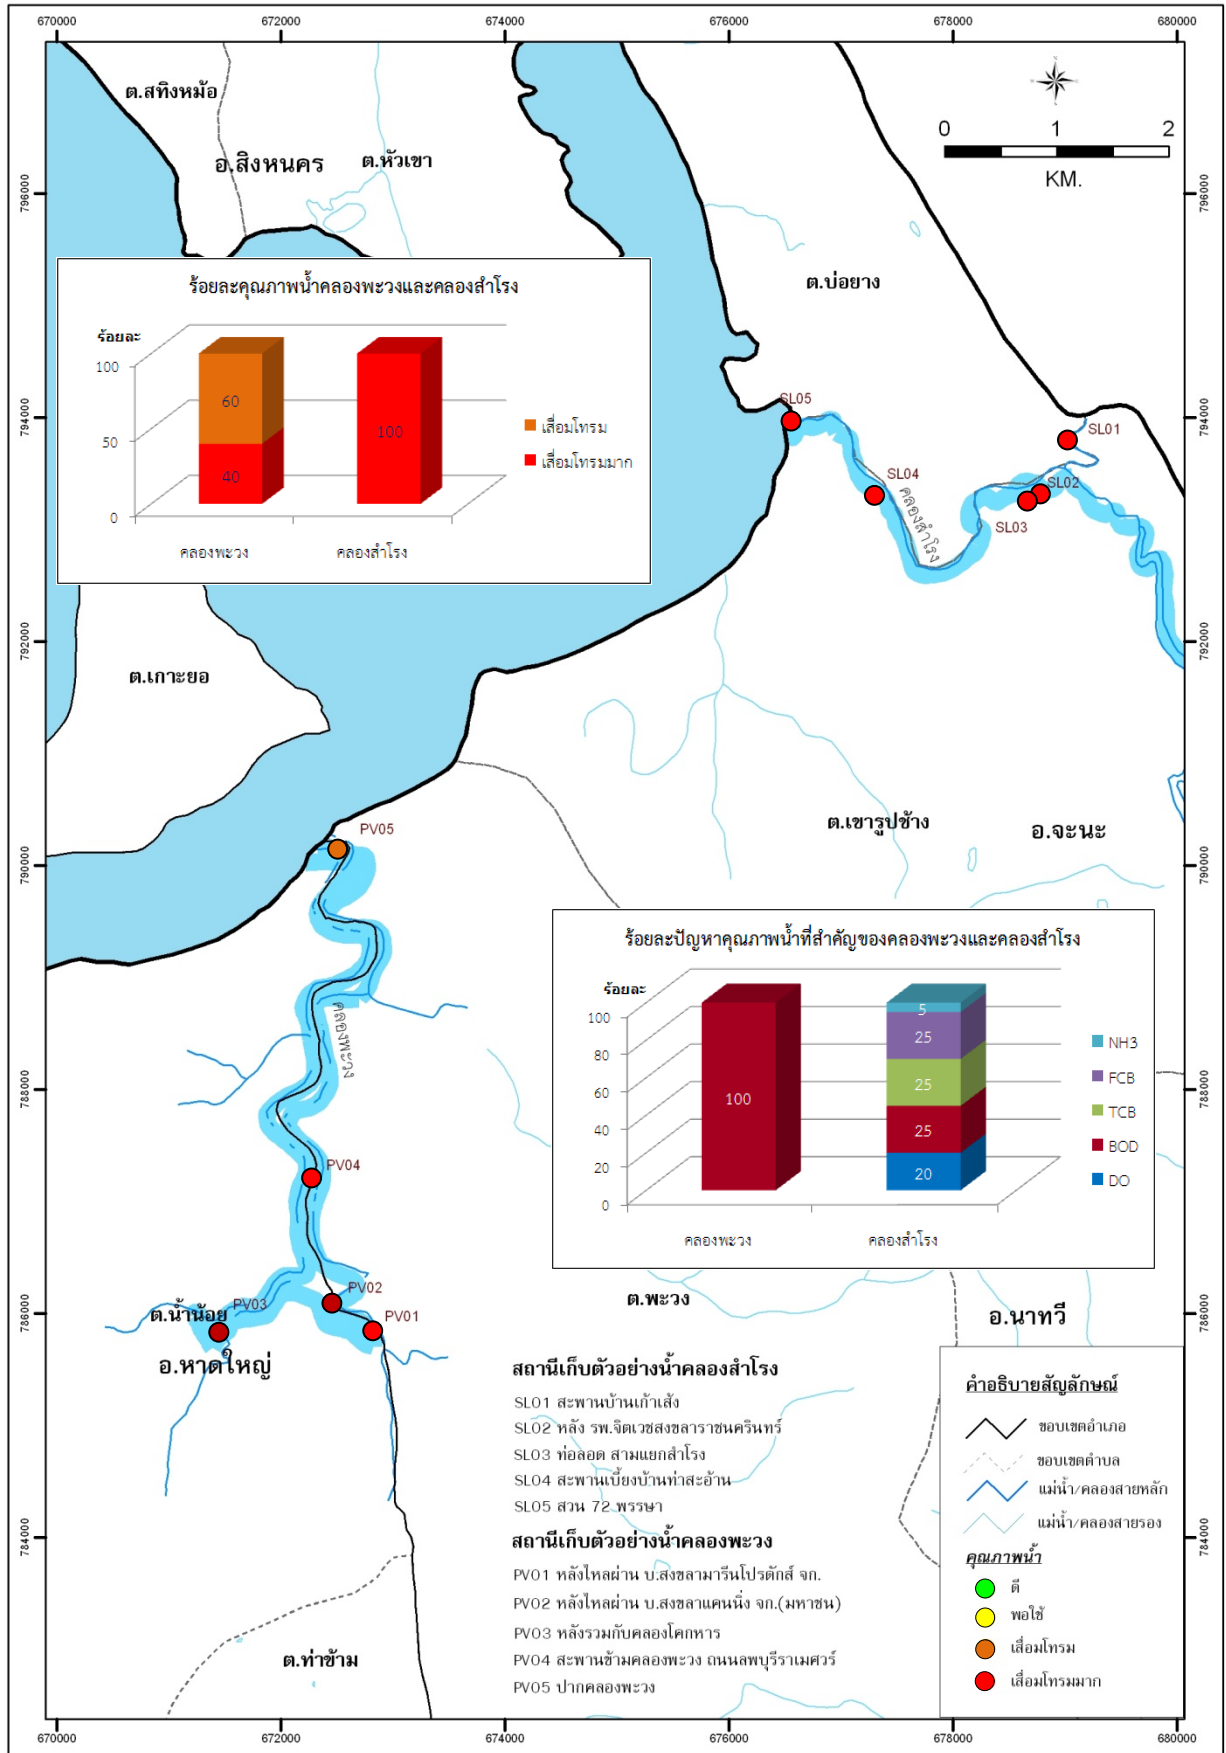 670000 672000 674000 676000 678000 680000
ต.สทิงหม้อ
อ.สิงหนคร
ต.หัวเขา
0 1 2
KM.
796000
796000
ต.บ่อยาง
ร้อยละคุณภาพน้ำคลองพะวงและคลองสำโรง
ร้อยละ
100
50
0
60
40
100
เสื่อมโทรม
เสื่อมโทรมมาก
คลองพะวง
คลองสำโรง
794000
794000
SL05
SL01
SL04
SL02
SL03
คลองสำโรง
792000
792000
ต.เกาะยอ
ต.เขารูปช้าง
อ.จะนะ
PV05
790000
790000
คลองพะวง
ร้อยละปัญหาคุณภาพน้ำที่สำคัญของคลองพะวงและคลองสำโรง
ร้อยละ
100
80
60
40
20
0
100
5
25
25
25
20
NH3
FCB
TCB
BOD
DO
คลองพะวง
คลองสำโรง
788000
788000
PV04
PV02
PV03
PV01
ต.น้ำน้อย
อ.หาดใหญ่
ต.พะวง
อ.นาทวี
786000
786000
สถานีเก็บตัวอย่างน้ำคลองสำโรง
SL01 สะพานบ้านเก้าเส้ง
SL02 หลัง รพ.จิตเวชสงขลาราชนครินทร์
SL03 ท่อลอด สามแยกสำโรง
SL04 สะพานเบี้ยงบ้านท่าสะอ้าน
SL05 สวน 72 พรรษา
สถานีเก็บตัวอย่างน้ำคลองพะวง
PV01 หลังไหลผ่าน บ.สงขลามารีนโปรดักส์ จก.
PV02 หลังไหลผ่าน บ.สงขลาแคนนิ่ง จก.(มหาชน)
PV03 หลังรวมกับคลองโคกหาร
PV04 สะพานข้ามคลองพะวง ถนนลพบุรีราเมศวร์
PV05 ปากคลองพะวง
คำอธิบายสัญลักษณ์
ขอบเขตอำเภอ
ขอบเขตตำบล
แม่น้ำ/คลองสายหลัก
แม่น้ำ/คลองสายรอง
คุณภาพน้ำ
ดี
พอใช้
เสื่อมโทรม
เสื่อมโทรมมาก
784000
784000
ต.ท่าข้าม
670000 672000 674000 676000 678000 680000